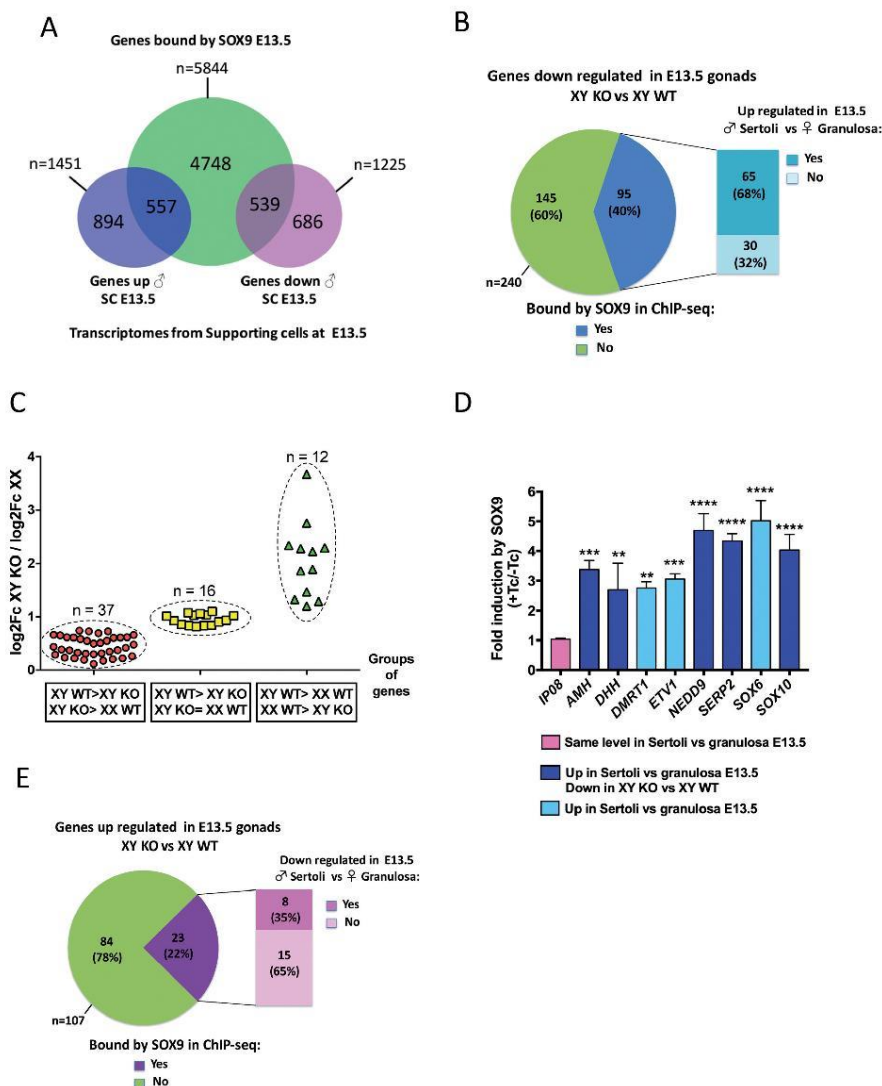 A
Genes bound by SOX9 E13.5
n=5844
n=1451
n=1225
4748
894
557
539
686
Genes up ♂
SC E13.5
Genes down ♂
SC E13.5
Transcriptomes from Supporting cells at E13.5
B
Genes down regulated in E13.5 gonads
XY KO vs XY WT
Up regulated in E13.5
♂ Sertoli vs ♀ Granulosa:
Yes
No
145
(60%)
95
(40%)
65
(68%)
30
(32%)
n=240
Bound by SOX9 in ChIP-seq:
Yes
No
C
log2Fc XY KO / log2Fc XX
4
3
2
1
0
n = 37
n = 16
n = 12
Groups
of
genes
XY WT>XY KO
XY KO> XX WT
XY WT> XY KO
XY KO= XX WT
XY WT> XX WT
XX WT> XY KO
D
Fold induction by SOX9
(+Tc/-Tc)
7
6
5
4
3
2
1
0
***
**
**
***
****
****
****
****
IP08
AMH
DHH
DMRT1
ETV1
NEDD9
SERP2
SOX6
SOX10
Same level in Sertoli vs granulosa E13.5
Up in Sertoli vs granulosa E13.5
Down in XY KO vs XY WT
Up in Sertoli vs granulosa E13.5
E
Genes up regulated in E13.5 gonads
XY KO vs XY WT
Down regulated in E13.5
♂ Sertoli vs ♀ Granulosa:
Yes
No
84
(78%)
23
(22%)
8
(35%)
15
(65%)
n=107
Bound by SOX9 in ChIP-seq:
Yes
No